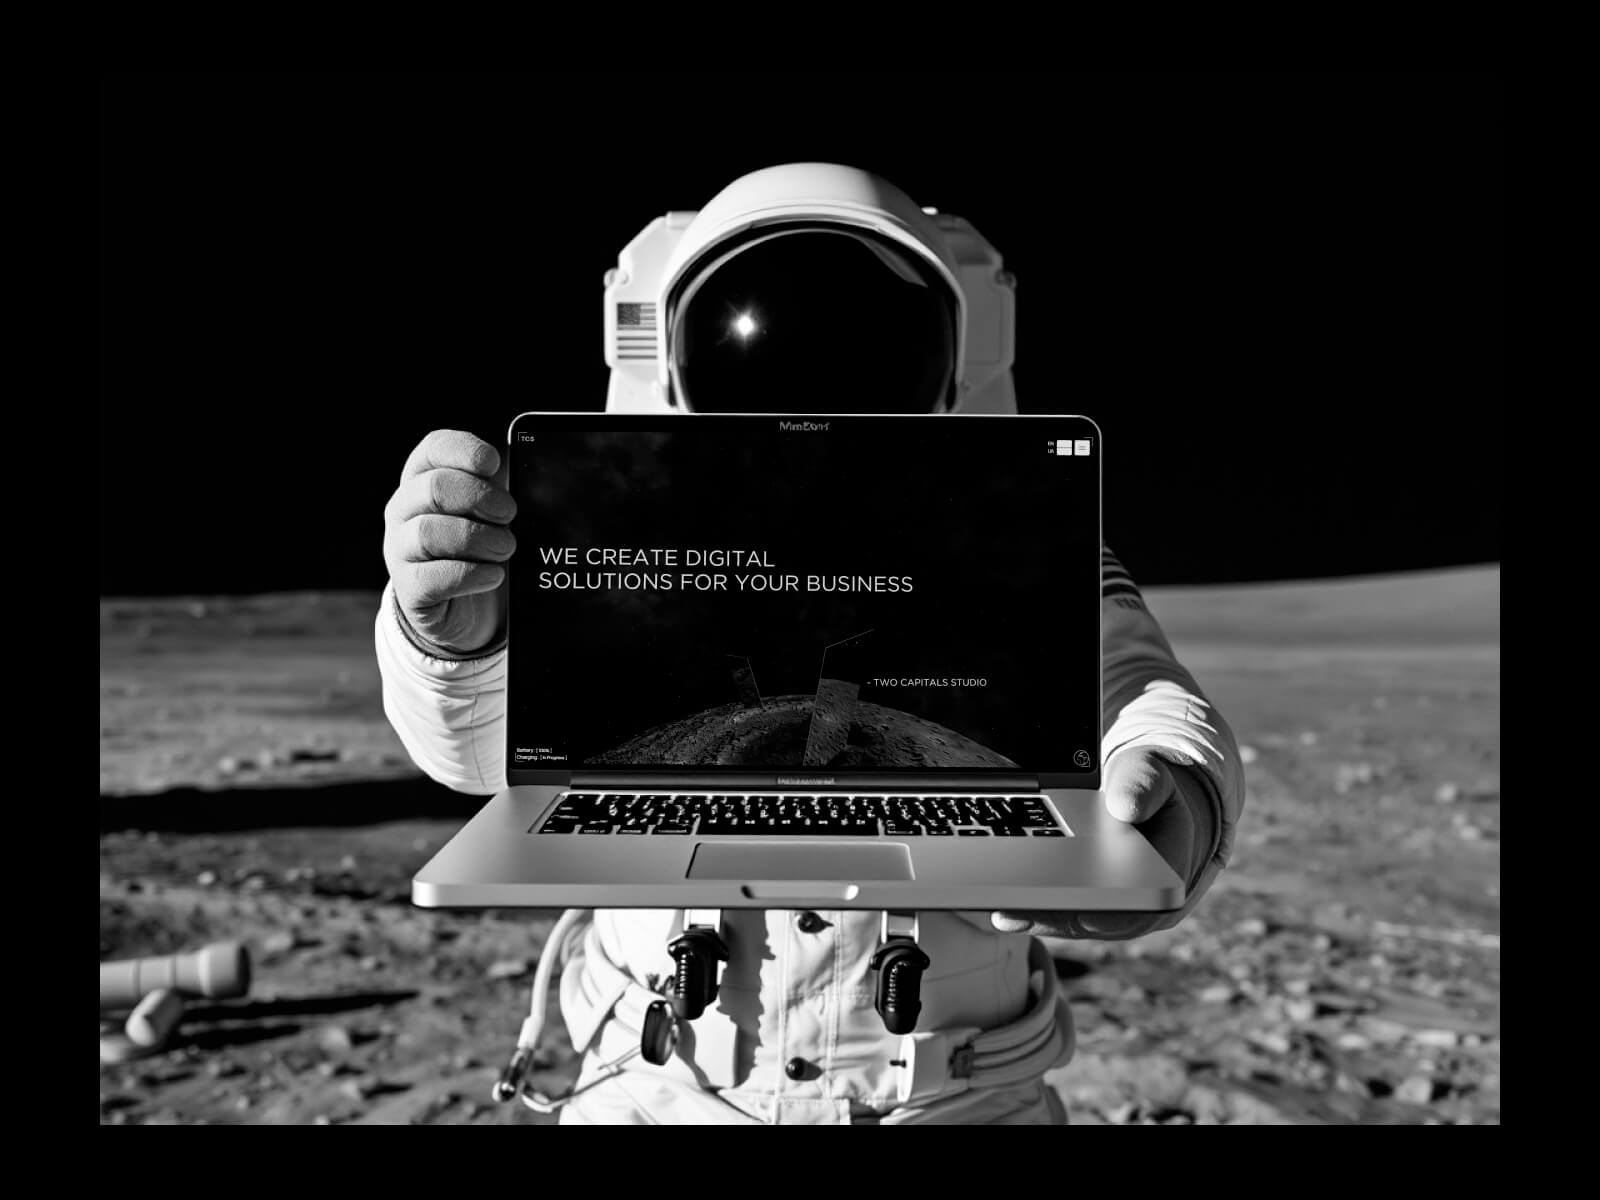 TCS
EN
UA
WE CREATE DIGITAL
SOLUTIONS FOR YOUR BUSINESS
- TWO CAPITALS STUDIO
Battery: [ 100% ]
Charging: [ In Progress ]